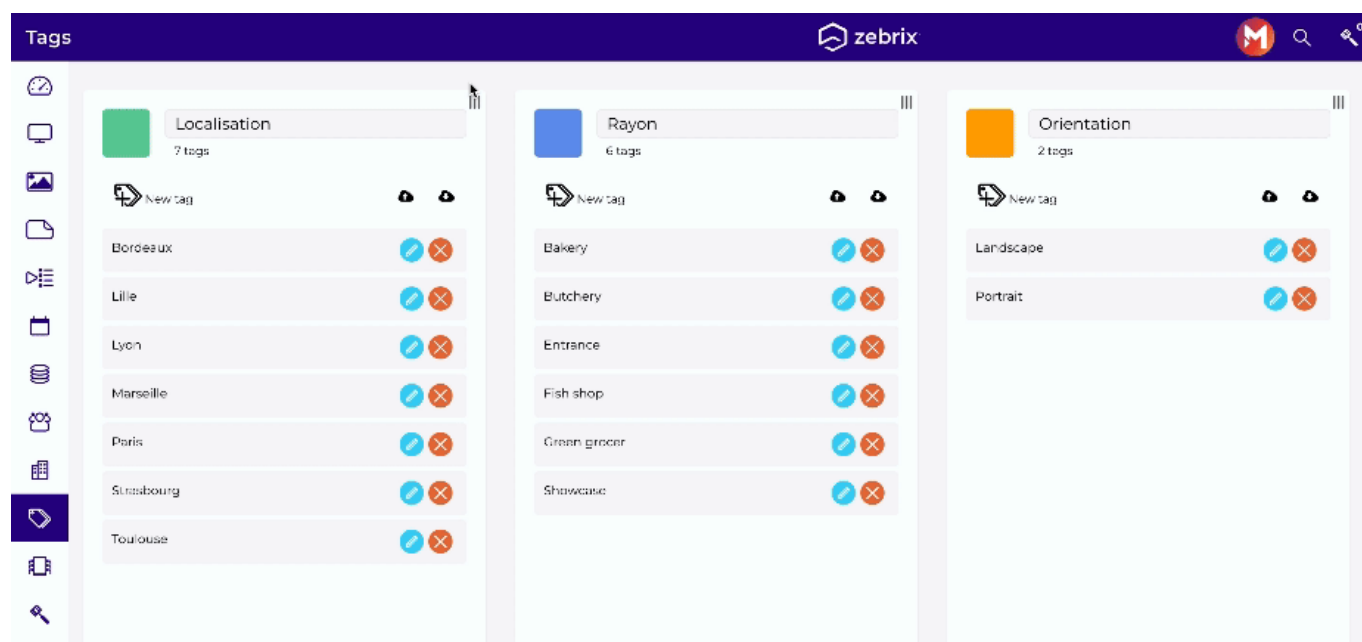 Tags
zebrix
Localisation
7 tags
New tag
Bordeaux
Lille
Lyon
Marseille
Paris
Strasbourg
Toulouse
Rayon
6 tags
New tag
Bakery
Butchery
Entrance
Fish shop
Green grocer
Showcase
Orientation
2 tags
New tag
Landscape
Portrait